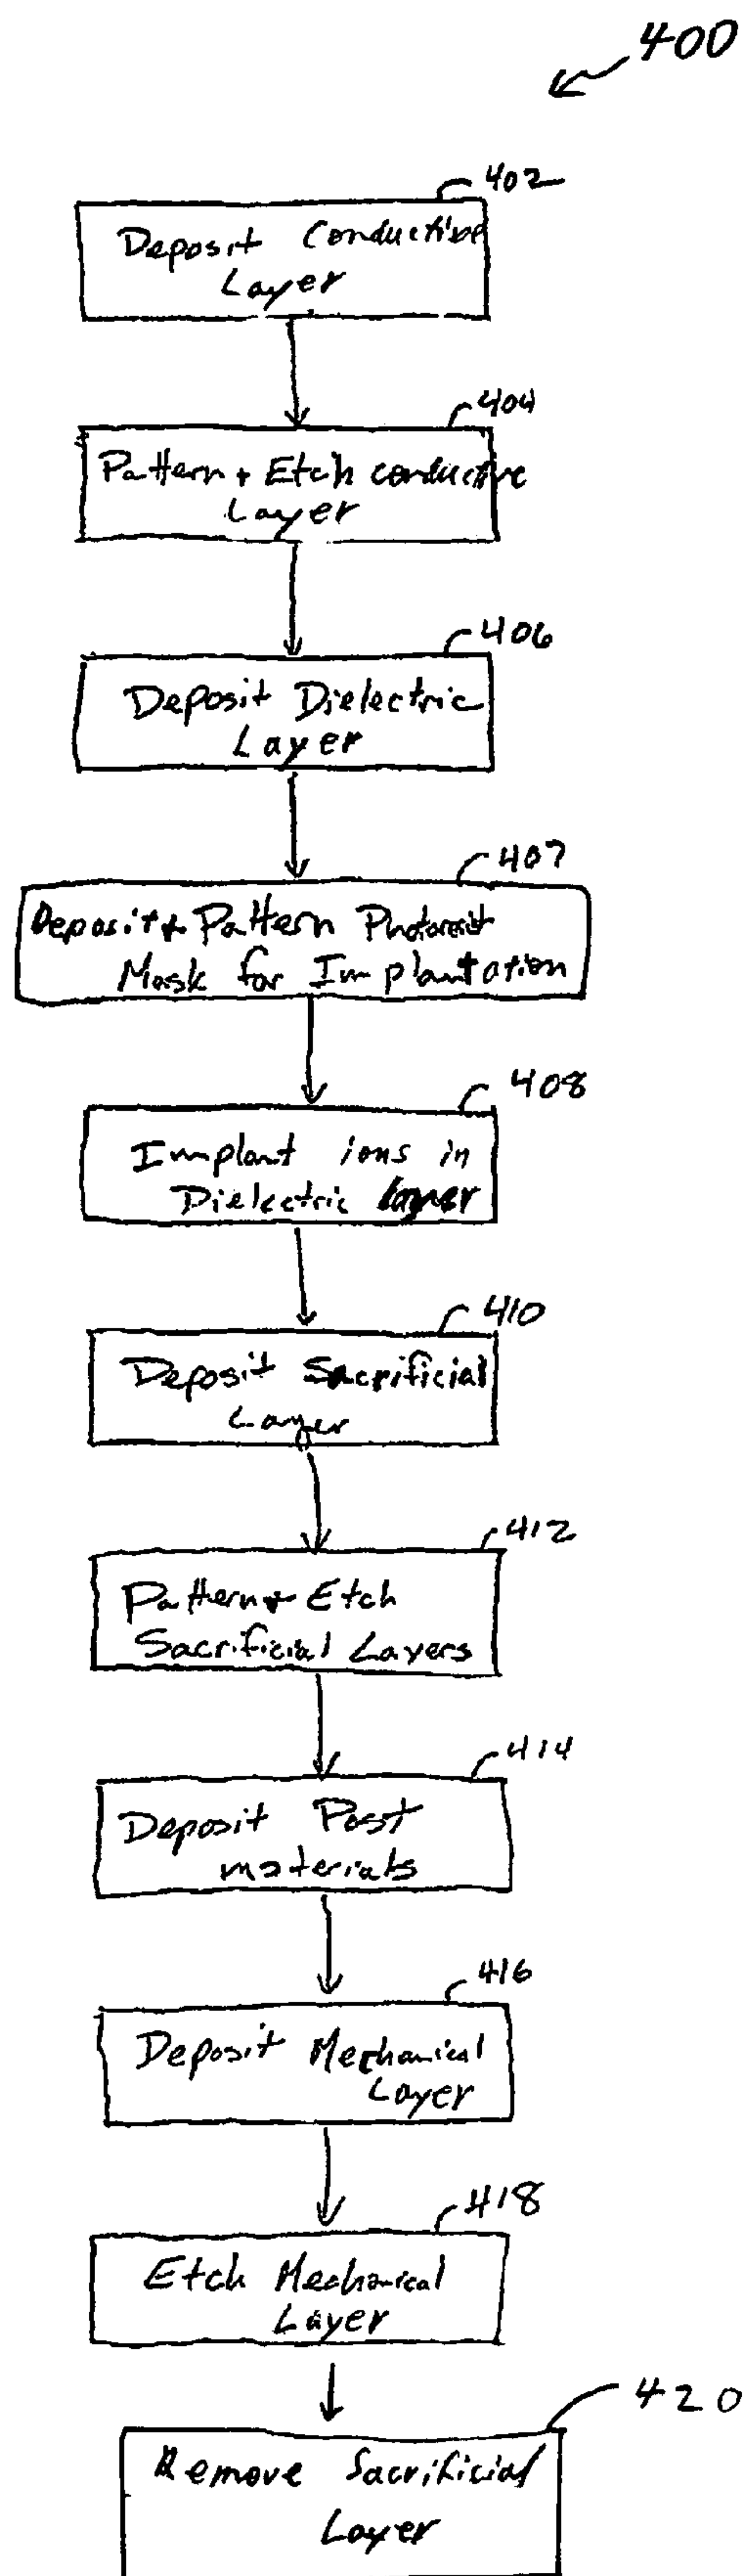 400
402
Deposit Conductive
Layer
404
Pattern + Etch conductive
Layer
406
Deposit Dielectric
Layer
407
Deposit + Pattern Photoresist
Mask for Implantation
408
Implant ions in
Dielectric layer
410
Deposit Sacrificial
Layer
412
Pattern + Etch
Sacrificial Layers
414
Deposit Post
materials
416
Deposit Mechanical
Layer
418
Etch Mechanical
Layer
420
Remove Sacrificial
Layer